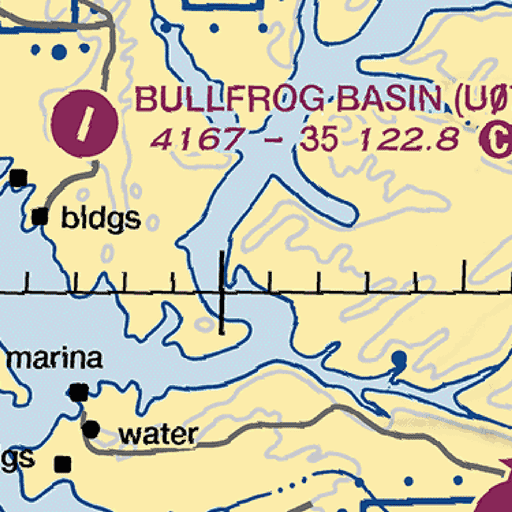 BULLFROG BASIN (UØ
4167 – 35 122.8 C
bldgs
marina
water
gs